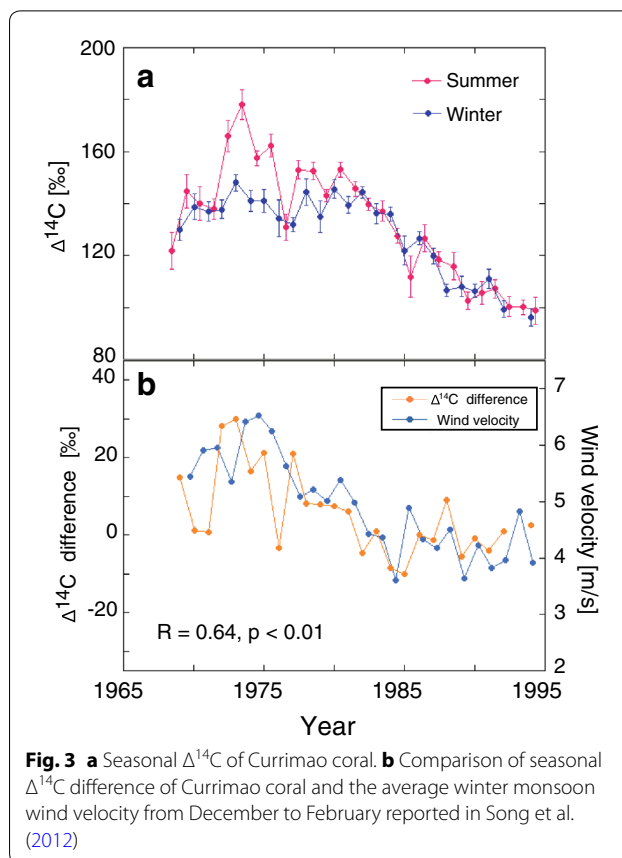 200
160
120
80
Δ¹⁴C [‰]
a
Summer
Winter
40
20
0
-20
Δ¹⁴C difference [‰]
b
Δ¹⁴C difference
Wind velocity
7
6
5
4
3
2
Wind velocity [m/s]
R = 0.64, p < 0.01
1965 1975 1985 1995
Year
Fig. 3 a Seasonal Δ¹⁴C of Currimao coral. b Comparison of seasonal
Δ¹⁴C difference of Currimao coral and the average winter monsoon
wind velocity from December to February reported in Song et al.
(2012)